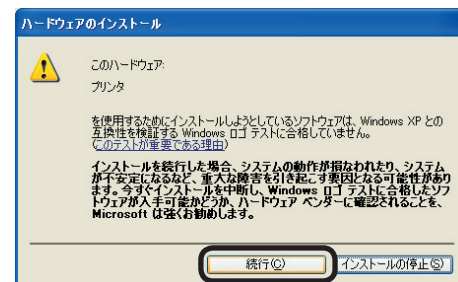 ハードウェアのインストール
このハードウェア:
プリンタ
を使用するためにインストールしようとしているソフトウェアは、Windows XP との
互換性を検証する Windows ロゴ テストに合格していません。
(このテストが重要である理由)
インストールを続行した場合、システムの動作が損なわれたり、システム
が不安定になるなど、重大な障害を引き起こす要因となる可能性があり
ます。今すぐインストールを中断し、Windows ロゴ テストに合格したソフ
トウェアが入手可能かどうか、ハードウェア ベンダーに確認されることを、
Microsoft は強くお勧めします。
続行(C)
インストールの停止(S)